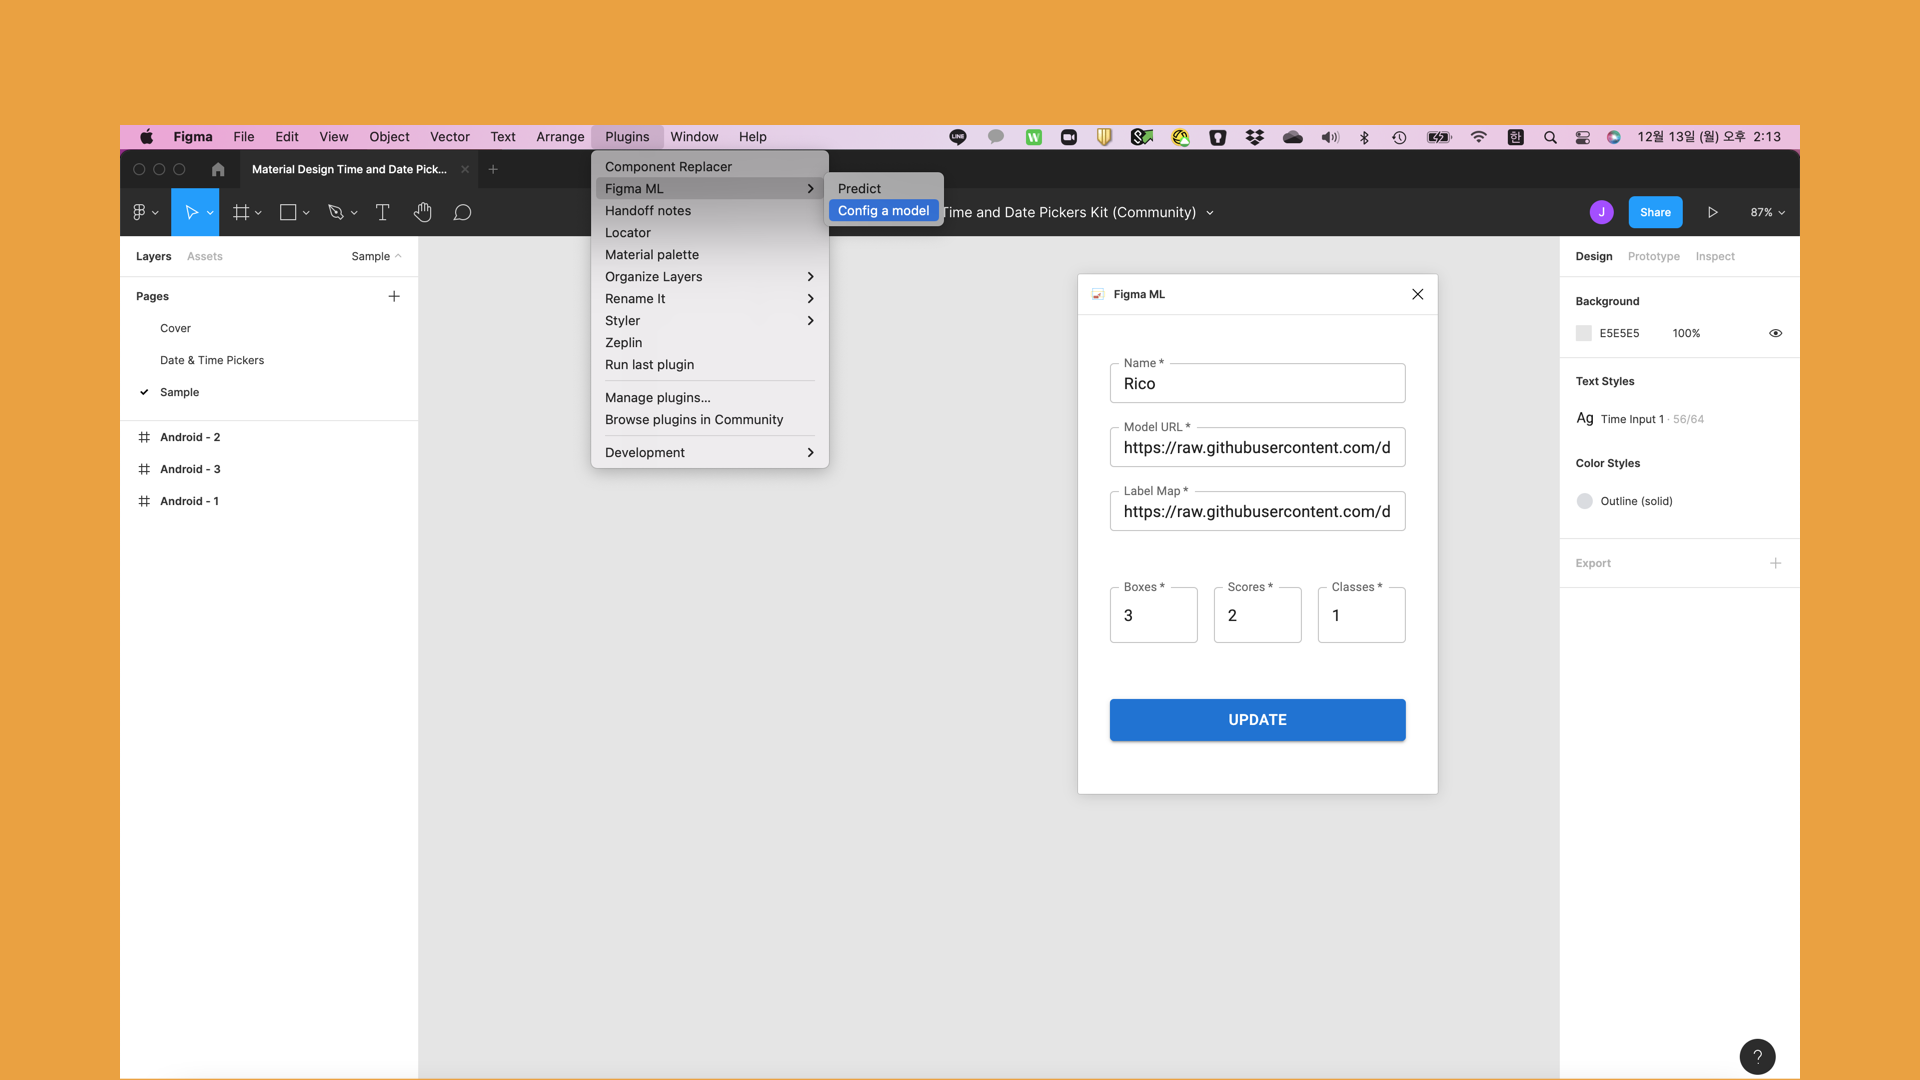 Figma File Edit View Object Vector Text Arrange Plugins Window Help LINE W 한 12월 13일 (월) 오후 2:13
Material Design Time and Date Pick...
Component Replacer
Figma ML
Handoff notes
Locator
Material palette
Organize Layers
Rename It
Styler
Zeplin
Run last plugin
Manage plugins...
Browse plugins in Community
Development
Predict
Config a model
Time and Date Pickers Kit (Community)
J
Share
87%
Layers Assets Sample
Pages
Cover
Date & Time Pickers
Sample
Android - 2
Android - 3
Android - 1
Figma ML
Name *
Rico
Model URL *
https://raw.githubusercontent.com/d
Label Map *
https://raw.githubusercontent.com/d
Boxes * Scores * Classes *
3 2 1
UPDATE
Design Prototype Inspect
Background
E5E5E5 100%
Text Styles
Ag Time Input 1 · 56/64
Color Styles
Outline (solid)
Export
?